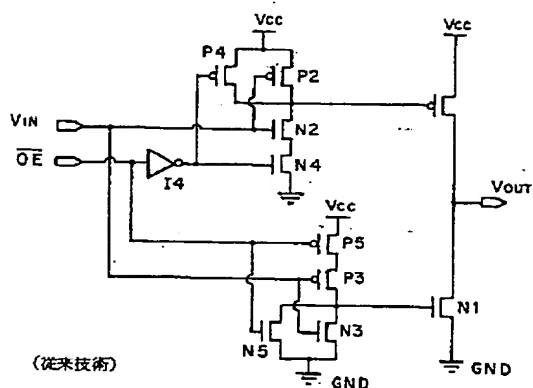 Vcc
Vcc
P4
P2
VIN
N2
OE
I4
N4
Vcc
VOUT
P5
P3
N1
N5
N3
(従来技術)
GND
GND